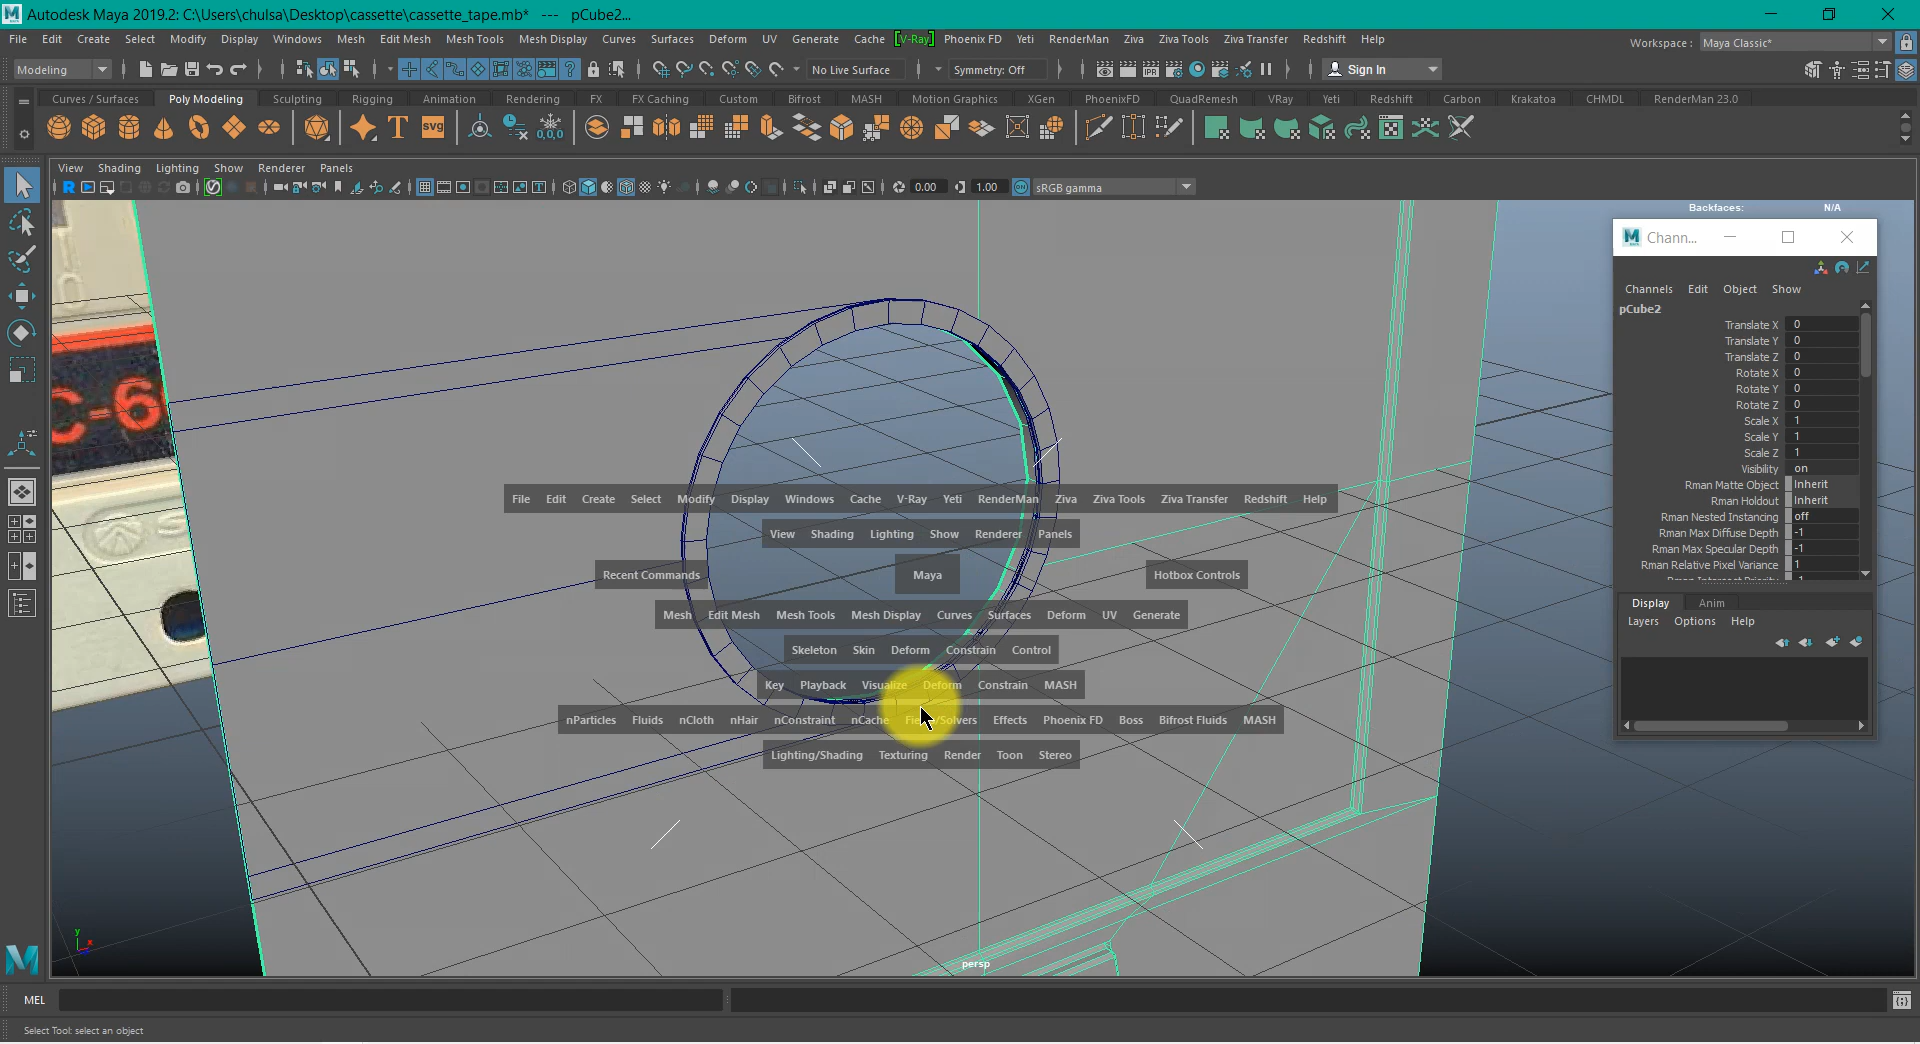 Autodesk Maya 2019.2: C:\Users\chulsa\Desktop\cassette\cassette_tape.mb* --- pCube2...
File Edit Create Select Modify Display Windows Mesh Edit Mesh Mesh Tools Mesh Display Curves Surfaces Deform UV Generate Cache [V-Ray] Phoenix FD Yeti RenderMan Ziva Ziva Tools Ziva Transfer Redshift Help Workspace : Maya Classic*
Modeling No Live Surface Symmetry: Off Sign In
Curves / Surfaces Poly Modeling Sculpting Rigging Animation Rendering FX FX Caching Custom Bifrost MASH Motion Graphics XGen PhoenixFD QuadRemesh VRay Yeti Redshift Carbon Krakatoa CHMDL RenderMan 23.0
View Shading Lighting Show Renderer Panels
0.00 1.00 sRGB gamma
Backfaces: N/A
Chann...
Channels Edit Object Show
pCube2
Translate X 0
Translate Y 0
Translate Z 0
Rotate X 0
Rotate Y 0
Rotate Z 0
Scale X 1
Scale Y 1
Scale Z 1
Visibility on
Rman Matte Object Inherit
Rman Holdout Inherit
Rman Nested Instancing off
Rman Max Diffuse Depth -1
Rman Max Specular Depth -1
Rman Relative Pixel Variance 1
Display Anim
Layers Options Help
C-6
File Edit Create Select Modify Display Windows Cache V-Ray Yeti RenderMan Ziva Ziva Tools Ziva Transfer Redshift Help
View Shading Lighting Show Renderer Panels
Recent Commands Maya Hotbox Controls
Mesh Edit Mesh Mesh Tools Mesh Display Curves Surfaces Deform UV Generate
Skeleton Skin Deform Constrain Control
Key Playback Visualize Deform Constrain MASH
nParticles Fluids nCloth nHair nConstraint nCache Fields/Solvers Effects Phoenix FD Boss Bifrost Fluids MASH
Lighting/Shading Texturing Render Toon Stereo
y
x
persp
MEL
Select Tool: select an object